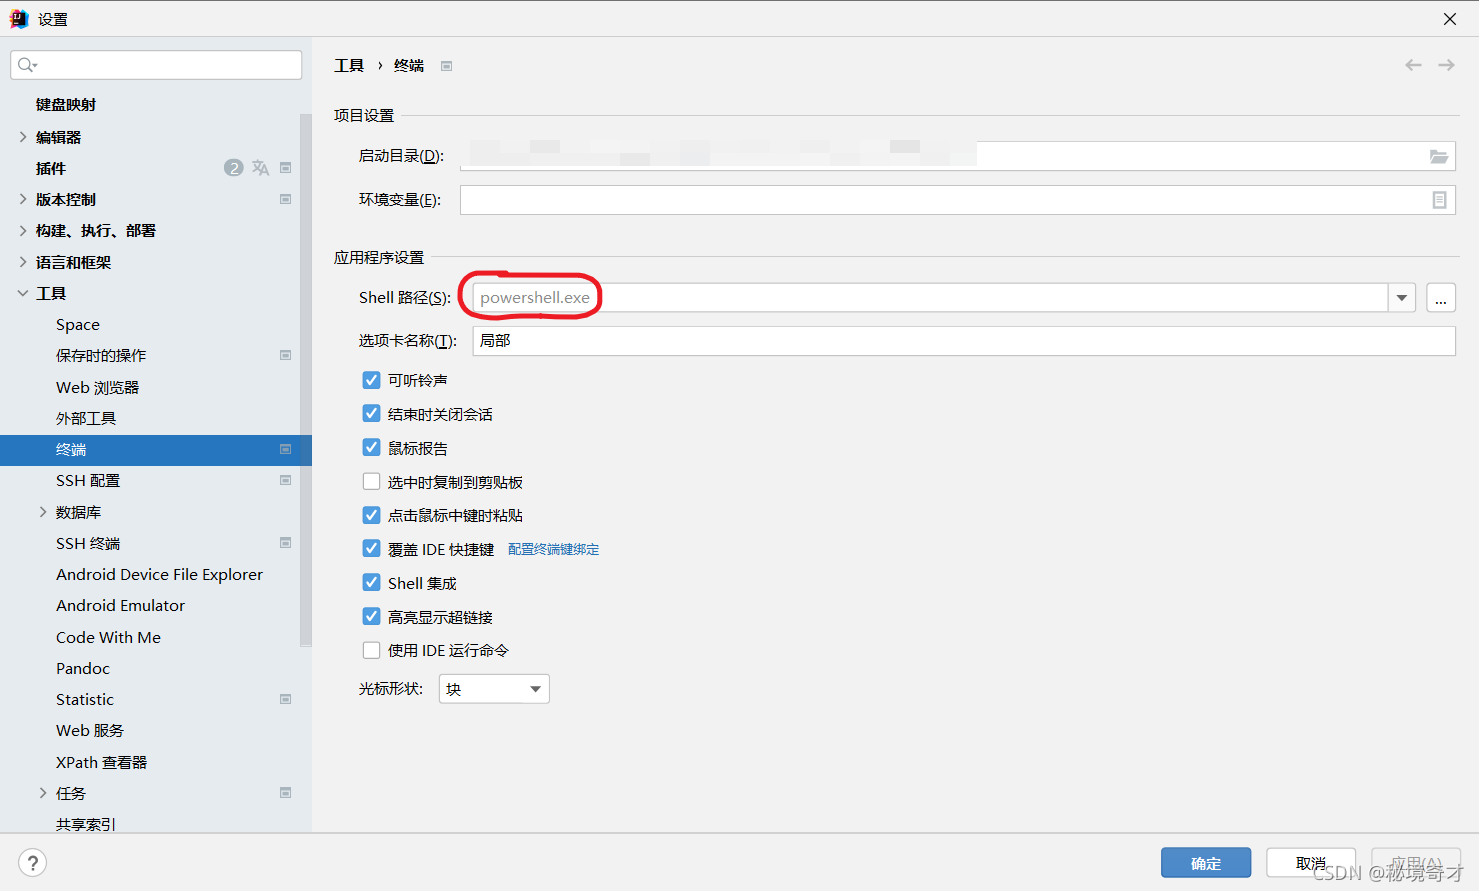 设置
工具 › 终端
键盘映射
编辑器
插件 2
版本控制
构建、执行、部署
语言和框架
工具
Space
保存时的操作
Web 浏览器
外部工具
终端
SSH 配置
数据库
SSH 终端
Android Device File Explorer
Android Emulator
Code With Me
Pandoc
Statistic
Web 服务
XPath 查看器
任务
共享索引
项目设置
启动目录(D):
环境变量(E):
应用程序设置
Shell 路径(S): powershell.exe ...
选项卡名称(T): 局部
可听铃声
结束时关闭会话
鼠标报告
选中时复制到剪贴板
点击鼠标中键时粘贴
覆盖 IDE 快捷键 配置终端键绑定
Shell 集成
高亮显示超链接
使用 IDE 运行命令
光标形状: 块
? 确定 取消 应用(A)
CSDN @秘境奇才